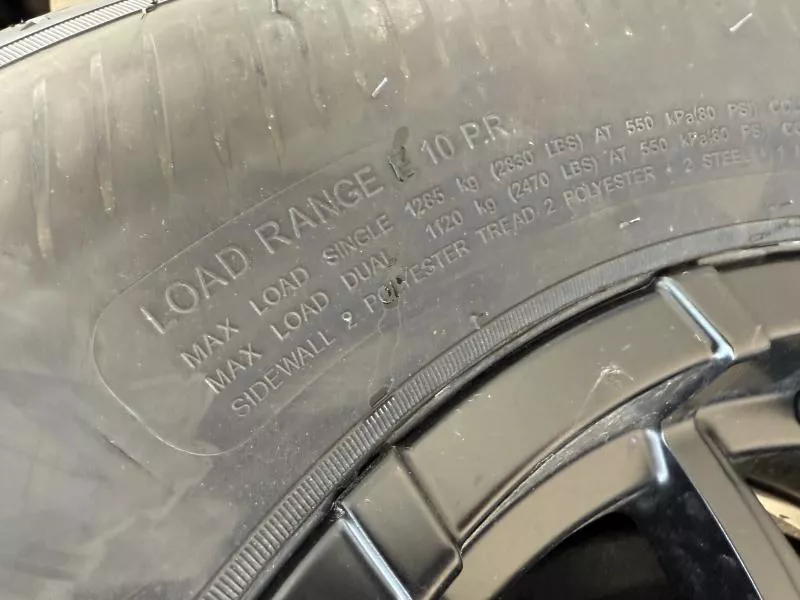 LOAD RANGE E 10 P.R.
MAX LOAD SINGLE 1285 kg (2830 LBS) AT 550 kPa(80 PSI)
MAX LOAD DUAL 1120 kg (2470 LBS) AT 550 kPa(80 PSI)
SIDEWALL 2 POLYESTER TREAD 2 POLYESTER + 2 STEEL + 1